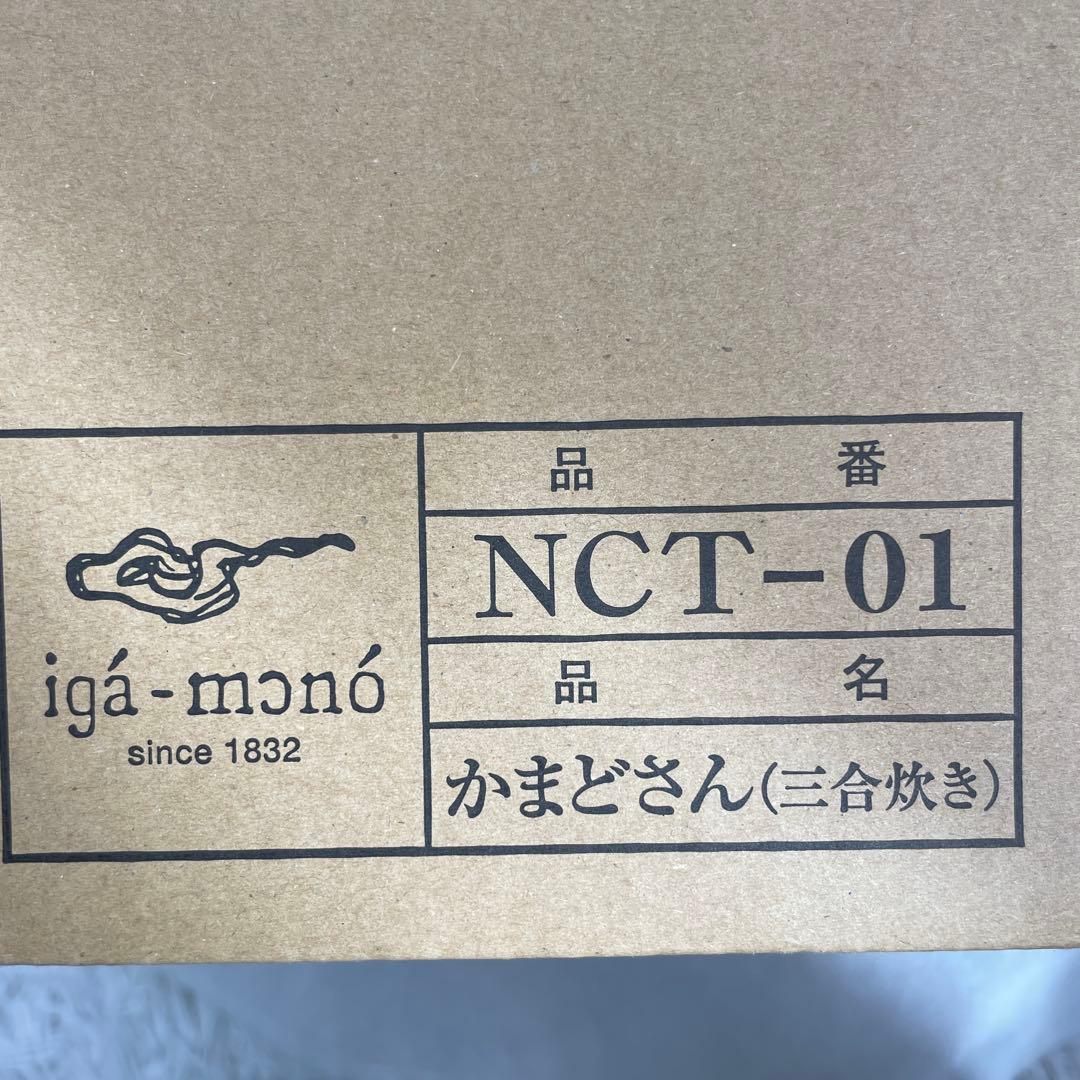 igá-mɔnó
since 1832
品番
NCT-01
品名
かまどさん(三合炊き)